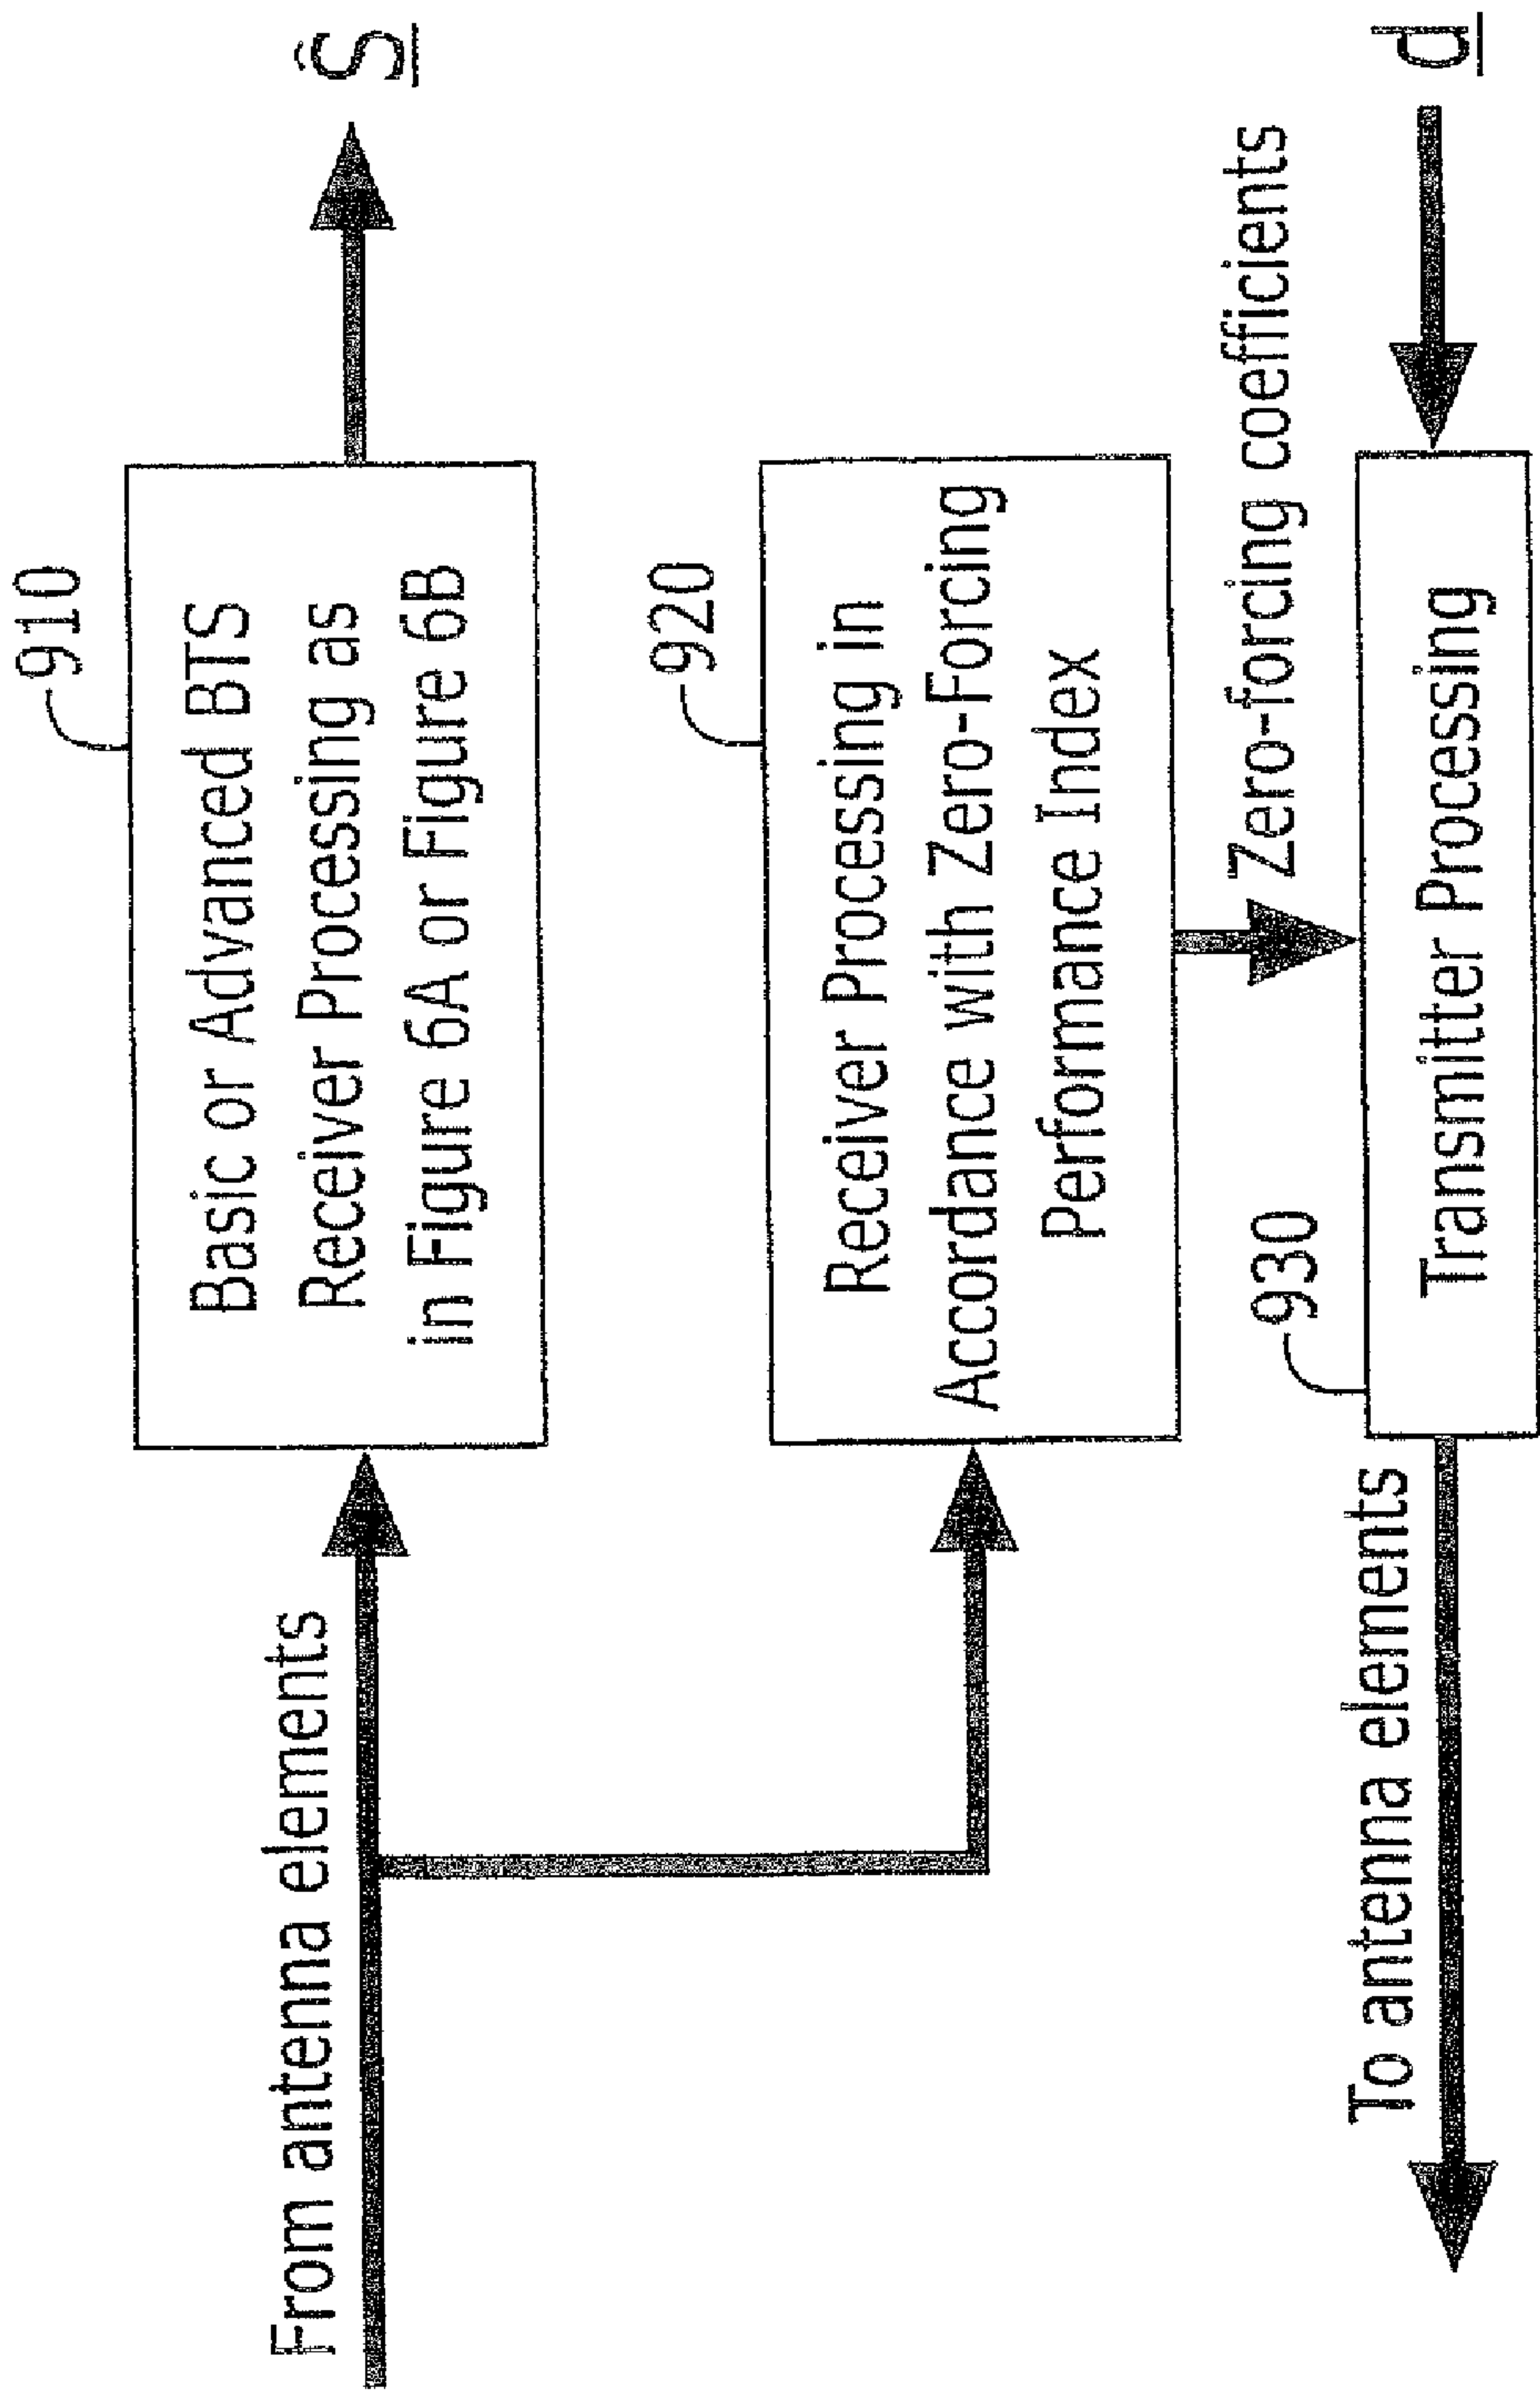 910
Basic or Advanced BTS
Receiver Processing as
in Figure 6A or Figure 6B
From antenna elements
Ŝ
920
Receiver Processing in
Accordance with Zero-Forcing
Performance Index
Zero-forcing coefficients
930
Transmitter Processing
d
To antenna elements